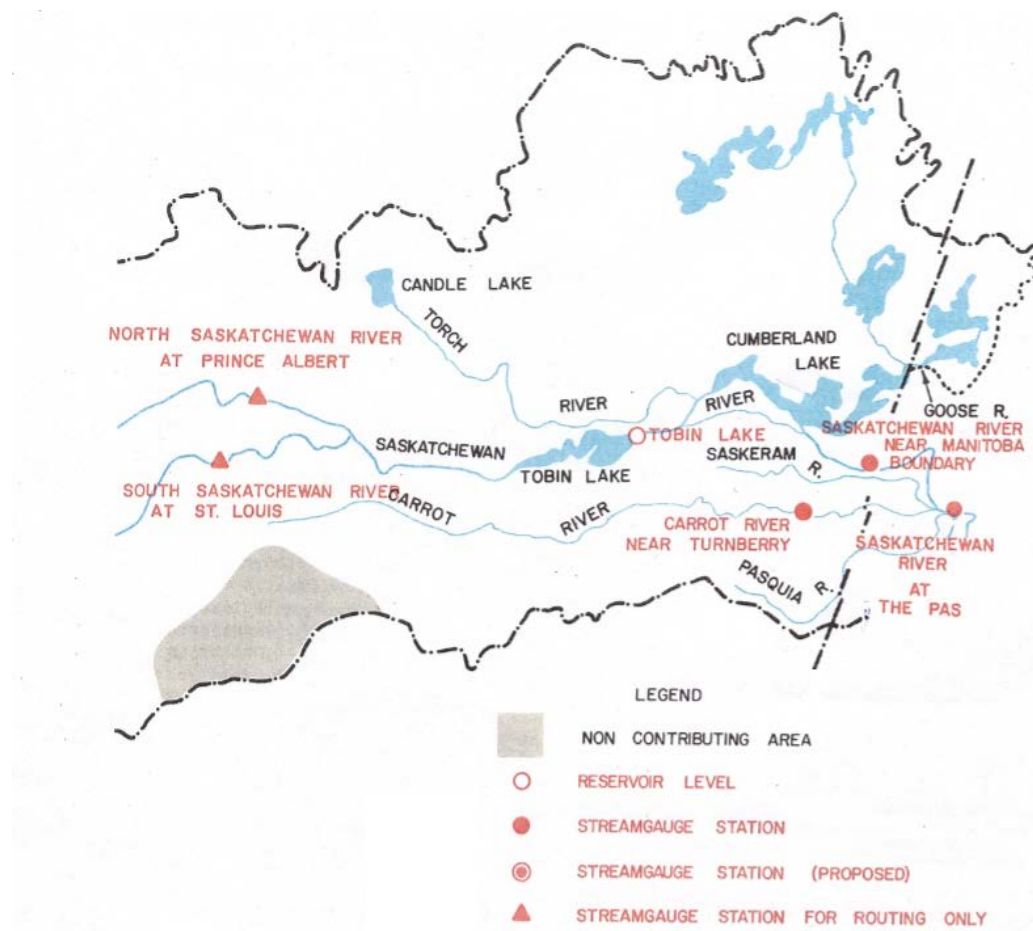 CANDLE LAKE
TORCH
NORTH SASKATCHEWAN RIVER
AT PRINCE ALBERT
CUMBERLAND
LAKE
RIVER
RIVER
GOOSE R.
SASKATCHEWAN
TOBIN LAKE
SASKATCHEWAN RIVER
NEAR MANITOBA
BOUNDARY
SASKERAM R.
TOBIN LAKE
SOUTH SASKATCHEWAN RIVER
AT ST. LOUIS
CARROT
RIVER
CARROT RIVER
NEAR TURNBERRY
SASKATCHEWAN
RIVER
AT
THE PAS
PASQUIA R.
LEGEND
NON CONTRIBUTING AREA
RESERVOIR LEVEL
STREAMGAUGE STATION
STREAMGAUGE STATION (PROPOSED)
STREAMGAUGE STATION FOR ROUTING ONLY